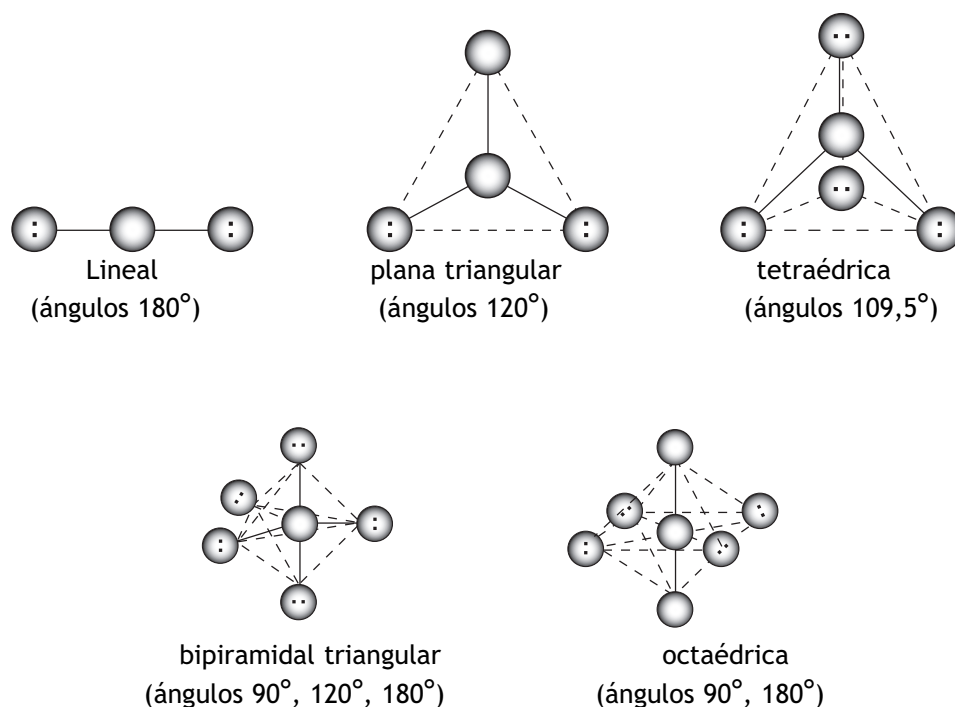 Lineal
(ángulos 180°)
plana triangular
(ángulos 120°)
tetraédrica
(ángulos 109,5°)
bipiramidal triangular
(ángulos 90°, 120°, 180°)
octaédrica
(ángulos 90°, 180°)